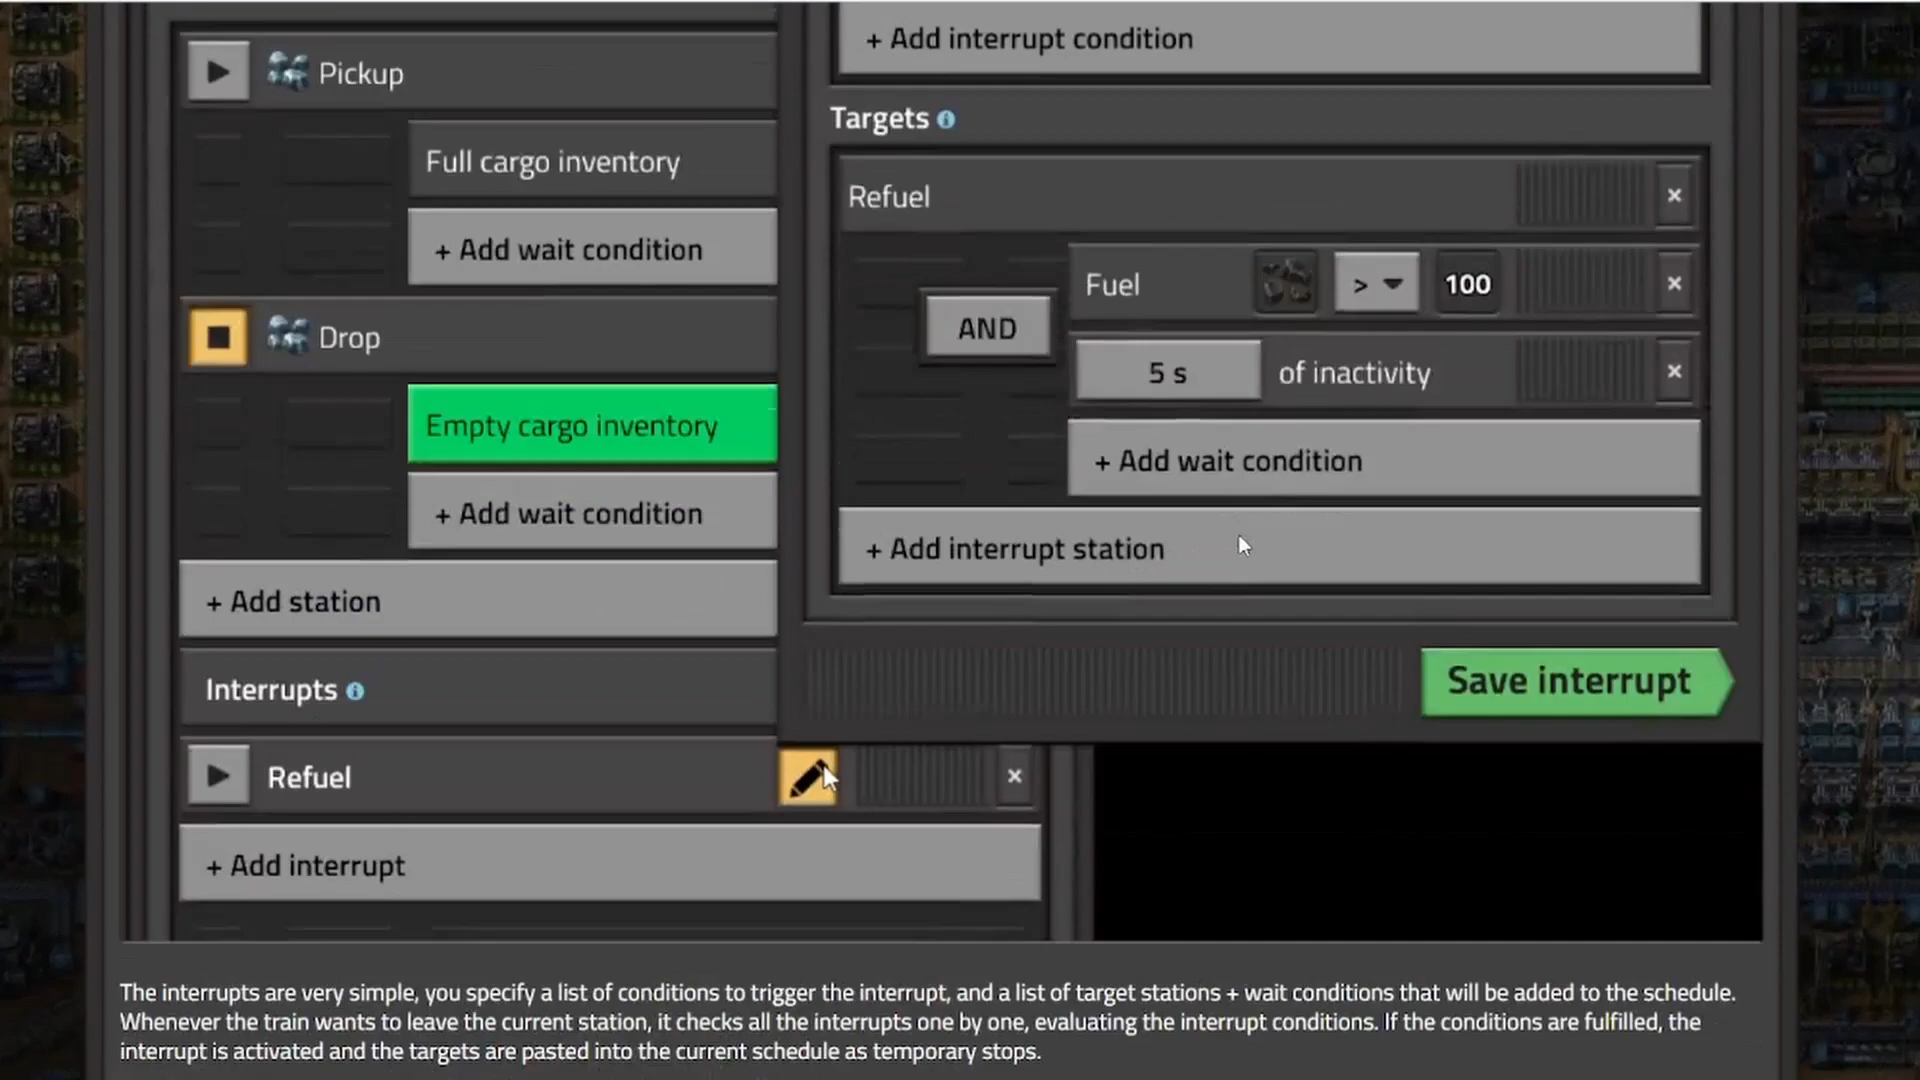 Pickup
Full cargo inventory
+ Add wait condition
Drop
Empty cargo inventory
+ Add wait condition
+ Add station
Interrupts
Refuel
+ Add interrupt
+ Add interrupt condition
Targets
Refuel
Fuel > 100
AND
5 s of inactivity
+ Add wait condition
+ Add interrupt station
Save interrupt
The interrupts are very simple, you specify a list of conditions to trigger the interrupt, and a list of target stations + wait conditions that will be added to the schedule.
Whenever the train wants to leave the current station, it checks all the interrupts one by one, evaluating the interrupt conditions. If the conditions are fulfilled, the
interrupt is activated and the targets are pasted into the current schedule as temporary stops.